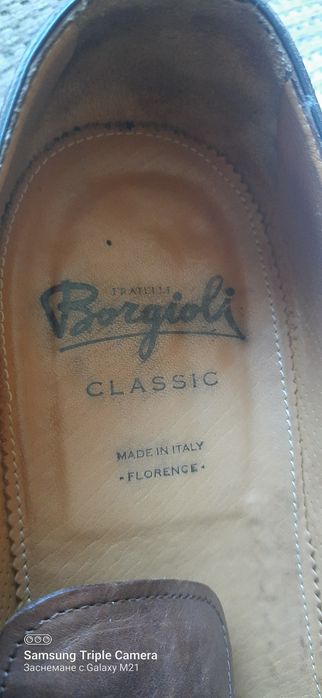 FRATELLI
Borgioli
CLASSIC
MADE IN ITALY
- FLORENCE -
Samsung Triple Camera
Заснемане с Galaxy M21